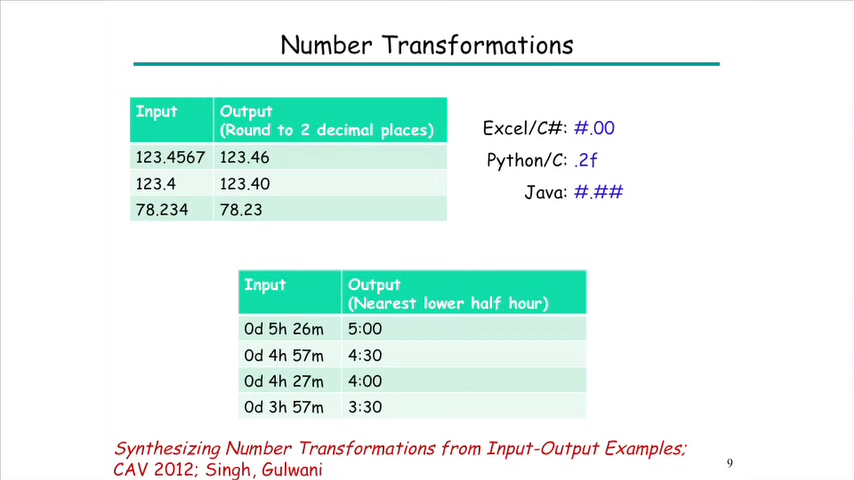 Number Transformations
Input Output
(Round to 2 decimal places)
123.4567 123.46
123.4 123.40
78.234 78.23
Excel/C#: #.00
Python/C: .2f
Java: #.##
Input Output
(Nearest lower half hour)
0d 5h 26m 5:00
0d 4h 57m 4:30
0d 4h 27m 4:00
0d 3h 57m 3:30
Synthesizing Number Transformations from Input-Output Examples;
CAV 2012; Singh, Gulwani
9